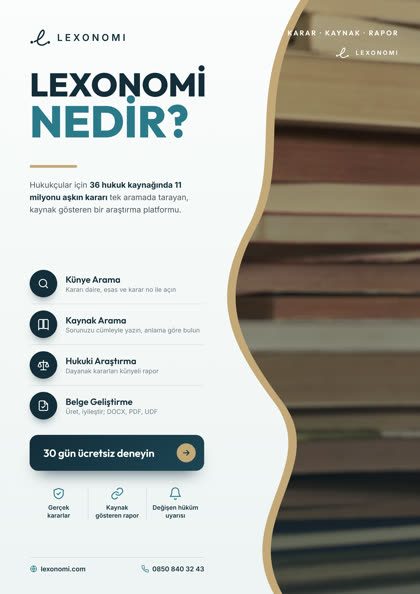 LEXONOMI
KARAR · KAYNAK · RAPOR
LEXONOMI
LEXONOMİ
NEDİR?
Hukukçular için 36 hukuk kaynağında 11
milyonu aşkın kararı tek aramada tarayan,
kaynak gösteren bir araştırma platformu.
Künye Arama
Kararı daire, esas ve karar no ile açın
Kaynak Arama
Sorunuzu cümleyle yazın, anlama göre bulun
Hukuki Araştırma
Dayanak kararları künyeli rapor
Belge Geliştirme
Üret, iyileştir; DOCX, PDF, UDF
30 gün ücretsiz deneyin
Gerçek
kararlar
Kaynak
gösteren rapor
Değişen hüküm
uyarısı
lexonomi.com
0850 840 32 43